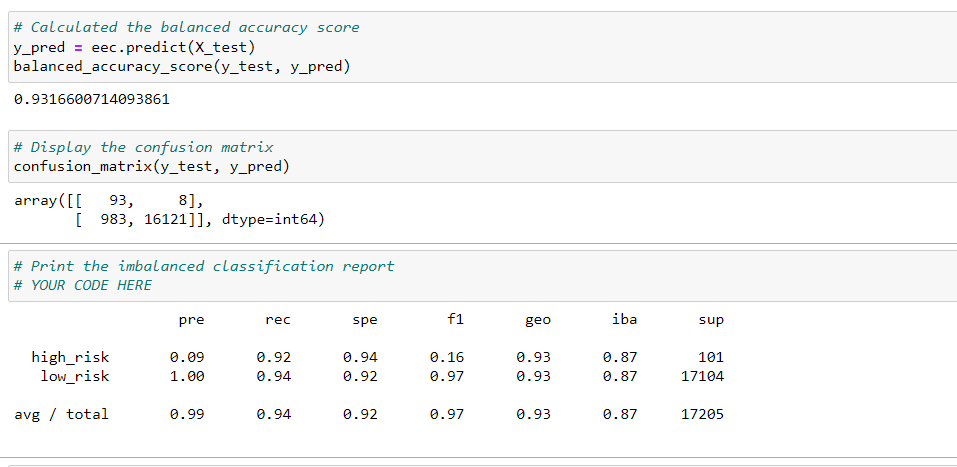 # Calculated the balanced accuracy score
y_pred = eec.predict(X_test)
balanced_accuracy_score(y_test, y_pred)
0.9316600714093861
# Display the confusion matrix
confusion_matrix(y_test, y_pred)
array([[   93,     8],
       [  983, 16121]], dtype=int64)
# Print the imbalanced classification report
# YOUR CODE HERE
pre rec spe f1 geo iba sup
high_risk 0.09 0.92 0.94 0.16 0.93 0.87 101
low_risk 1.00 0.94 0.92 0.97 0.93 0.87 17104
avg / total 0.99 0.94 0.92 0.97 0.93 0.87 17205